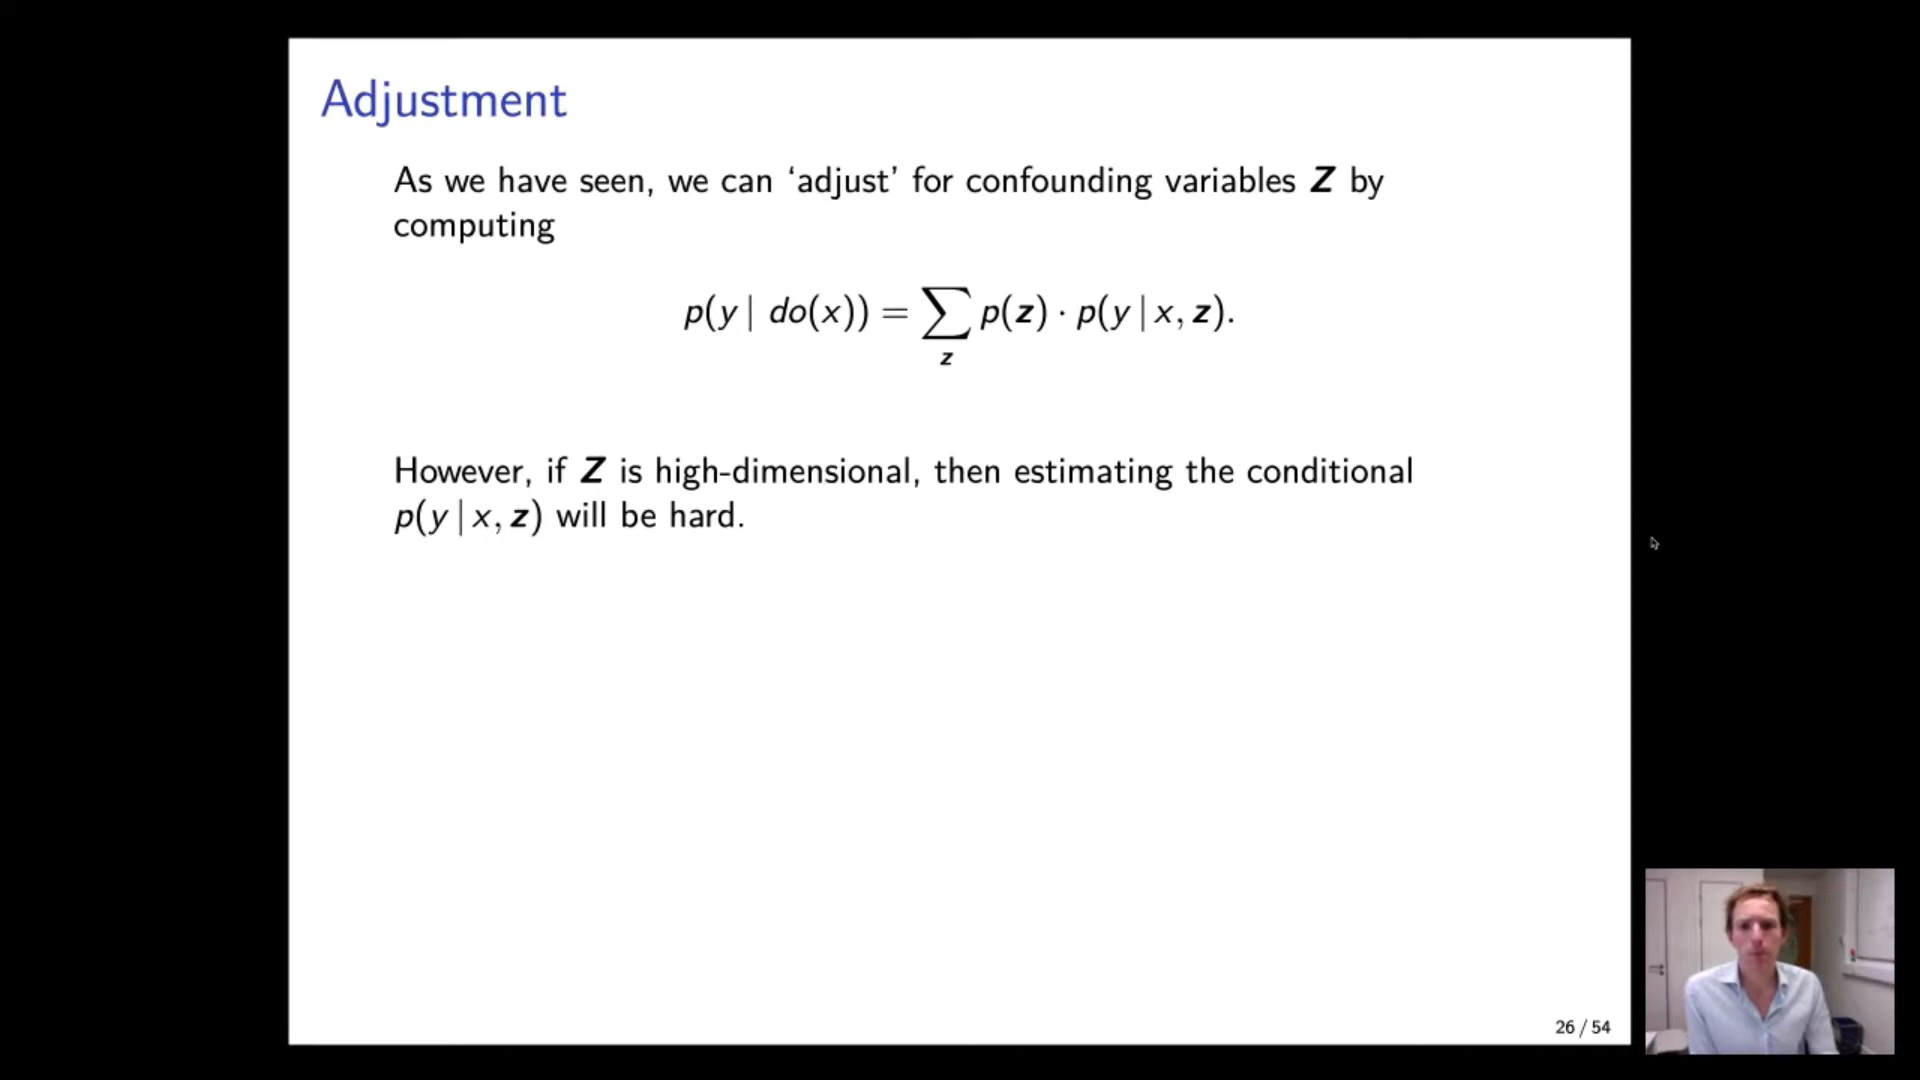 Adjustment
As we have seen, we can ‘adjust’ for confounding variables Z by
computing
p(y | do(x)) = ∑ p(z) · p(y | x, z).
z
However, if Z is high-dimensional, then estimating the conditional
p(y | x, z) will be hard.
26 / 54